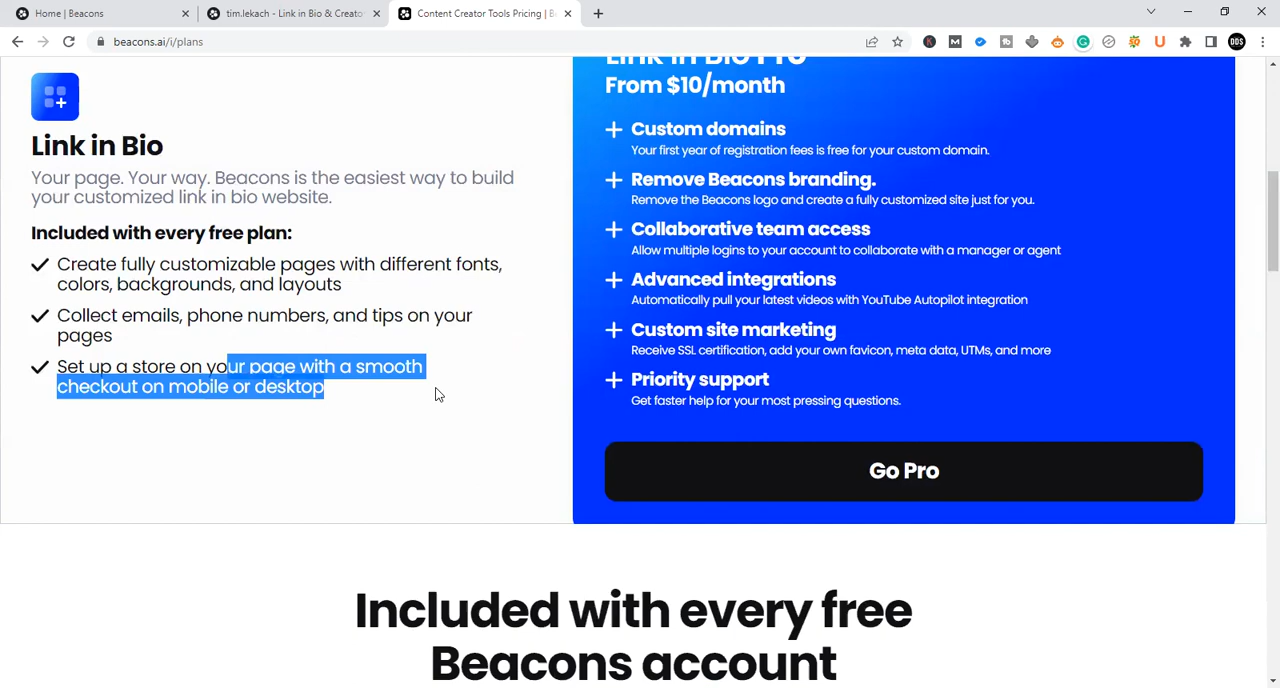 Home | Beacons
tim.lekach - Link in Bio & Creato
Content Creator Tools Pricing | B
beacons.ai/i/plans
DDS
Link in Bio
Your page. Your way. Beacons is the easiest way to build
your customized link in bio website.
Included with every free plan:
Create fully customizable pages with different fonts,
colors, backgrounds, and layouts
Collect emails, phone numbers, and tips on your
pages
Set up a store on your page with a smooth
checkout on mobile or desktop
Link in Bio Pro
From $10/month
Custom domains
Your first year of registration fees is free for your custom domain.
Remove Beacons branding.
Remove the Beacons logo and create a fully customized site just for you.
Collaborative team access
Allow multiple logins to your account to collaborate with a manager or agent
Advanced integrations
Automatically pull your latest videos with YouTube Autopilot integration
Custom site marketing
Receive SSL certification, add your own favicon, meta data, UTMs, and more
Priority support
Get faster help for your most pressing questions.
Go Pro
Included with every free
Beacons account